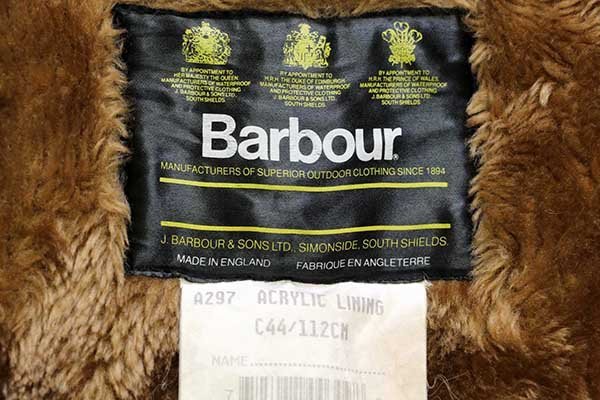 BY APPOINTMENT TO BY APPOINTMENT TO BY APPOINTMENT TO
HER MAJESTY THE QUEEN H.R.H. THE DUKE OF EDINBURGH H.R.H. THE PRINCE OF WALES
MANUFACTURERS OF WATERPROOF MANUFACTURERS OF WATERPROOF MANUFACTURERS OF WATERPROOF
AND PROTECTIVE CLOTHING AND PROTECTIVE CLOTHING AND PROTECTIVE CLOTHING
J. BARBOUR & SONS LTD. J. BARBOUR & SONS LTD. J. BARBOUR & SONS LTD.
SOUTH SHIELDS SOUTH SHIELDS SOUTH SHIELDS
Barbour®
MANUFACTURERS OF SUPERIOR OUTDOOR CLOTHING SINCE 1894
J. BARBOUR & SONS LTD., SIMONSIDE, SOUTH SHIELDS.
MADE IN ENGLAND FABRIQUE EN ANGLETERRE
A297 ACRYLIC LINING
C44/112CM
NAME
7